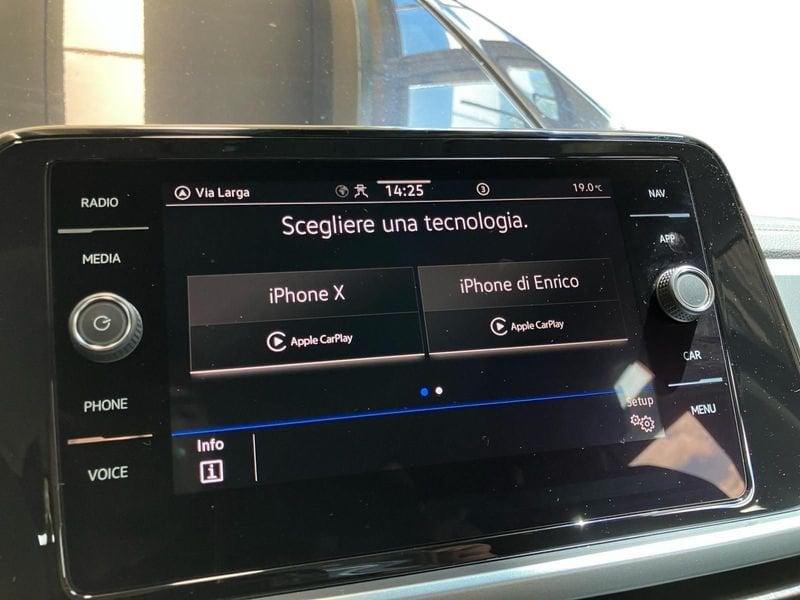 RADIO
MEDIA
PHONE
VOICE
Via Larga
14:25
3
19.0°C
Scegliere una tecnologia.
iPhone X
Apple CarPlay
iPhone di Enrico
Apple CarPlay
Info
Setup
NAV
APP
CAR
MENU